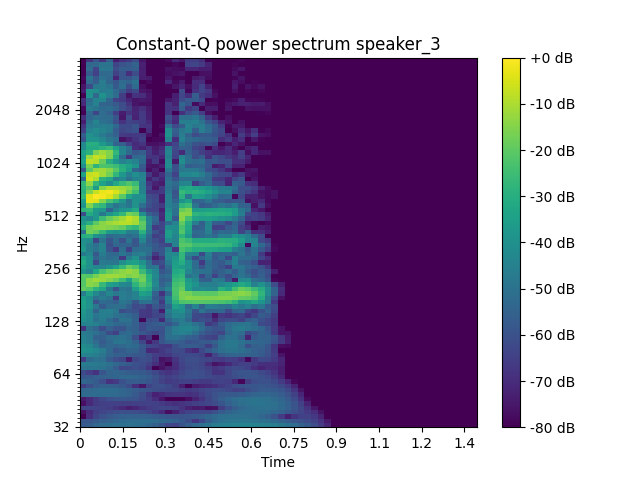 Constant-Q power spectrum speaker_3
Hz
2048
1024
512
256
128
64
32
0 0.15 0.3 0.45 0.6 0.75 0.9 1.1 1.2 1.4
Time
+0 dB
-10 dB
-20 dB
-30 dB
-40 dB
-50 dB
-60 dB
-70 dB
-80 dB